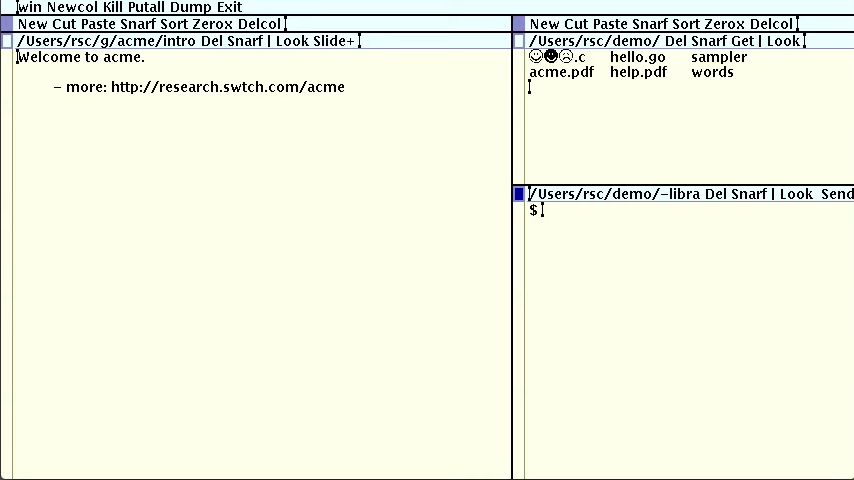 win Newcol Kill Putall Dump Exit
New Cut Paste Snarf Sort Zerox Delcol
/Users/rsc/g/acme/intro Del Snarf | Look Slide+
Welcome to acme.
– more: http://research.swtch.com/acme
New Cut Paste Snarf Sort Zerox Delcol
/Users/rsc/demo/ Del Snarf Get | Look
☺☻☹.c hello.go sampler
acme.pdf help.pdf words
/Users/rsc/demo/-libra Del Snarf | Look Send
$